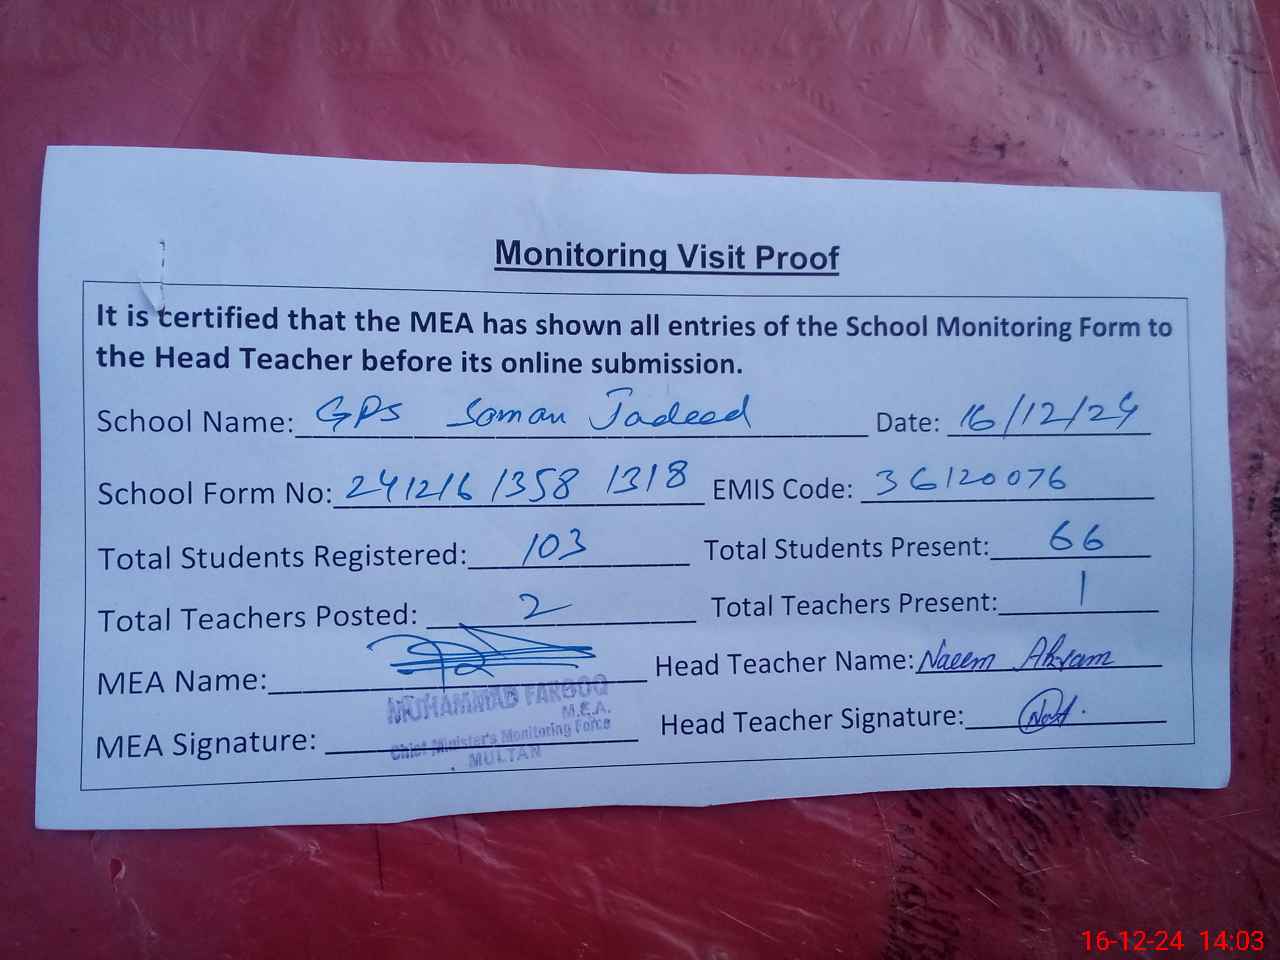 Monitoring Visit Proof
It is certified that the MEA has shown all entries of the School Monitoring Form to
the Head Teacher before its online submission.
School Name: GPS Soman Jadeed Date: 16/12/24
School Form No: 241216 1358 1318 EMIS Code: 36120076
Total Students Registered: 103 Total Students Present: 66
Total Teachers Posted: 2 Total Teachers Present: 1
MEA Name: Head Teacher Name: Naeem Akram
MUHAMMAD FAROOQ
M.E.A.
MEA Signature: Head Teacher Signature:
Chief Minister's Monitoring Force
MULTAN
16-12-24 14:03